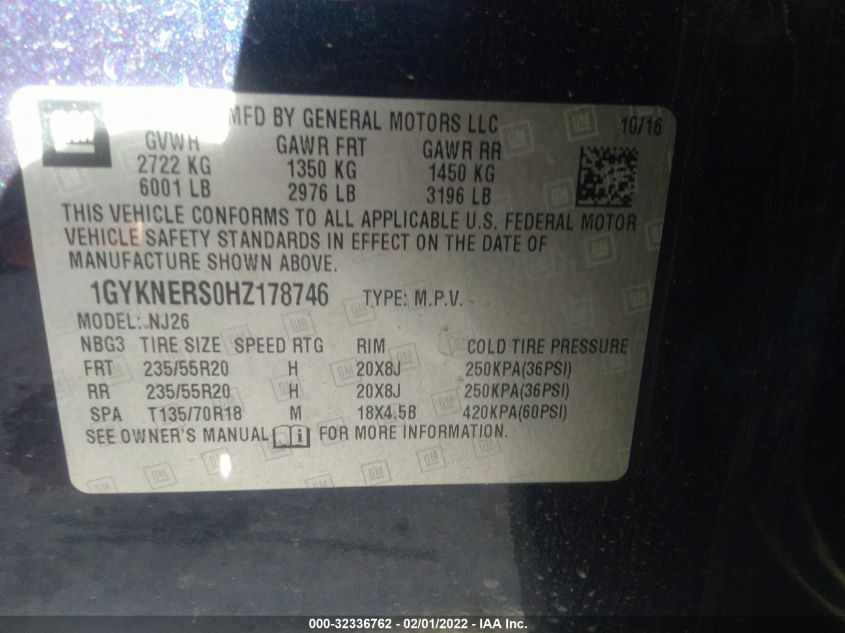 MFD BY GENERAL MOTORS LLC 10/16
GM
GVWR GAWR FRT GAWR RR
2722 KG 1350 KG 1450 KG
6001 LB 2976 LB 3196 LB
THIS VEHICLE CONFORMS TO ALL APPLICABLE U.S. FEDERAL MOTOR
VEHICLE SAFETY STANDARDS IN EFFECT ON THE DATE OF
MANUFACTURE SHOWN ABOVE.
1GYKNERS0HZ178746 TYPE: M.P.V.
MODEL: NJ26
NBG3 TIRE SIZE SPEED RTG RIM COLD TIRE PRESSURE
FRT 235/55R20 H 20X8J 250KPA(36PSI)
RR 235/55R20 H 20X8J 250KPA(36PSI)
SPA T135/70R18 M 18X4.5B 420KPA(60PSI)
SEE OWNER'S MANUAL FOR MORE INFORMATION.
000-32336762 - 02/01/2022 - IAA Inc.